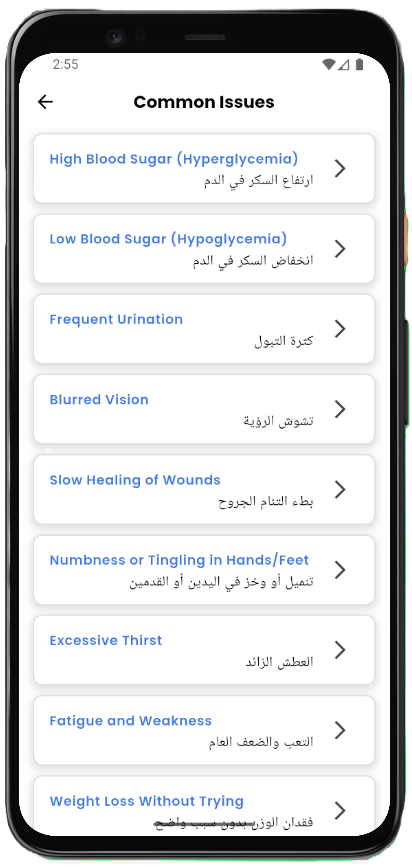 2:55
Common Issues
High Blood Sugar (Hyperglycemia)
ارتفاع السكر في الدم
Low Blood Sugar (Hypoglycemia)
انخفاض السكر في الدم
Frequent Urination
كثرة التبول
Blurred Vision
تشوش الرؤية
Slow Healing of Wounds
بطء التئام الجروح
Numbness or Tingling in Hands/Feet
تنميل أو وخز في اليدين أو القدمين
Excessive Thirst
العطش الزائد
Fatigue and Weakness
التعب والضعف العام
Weight Loss Without Trying
فقدان الوزن بدون سبب واضح